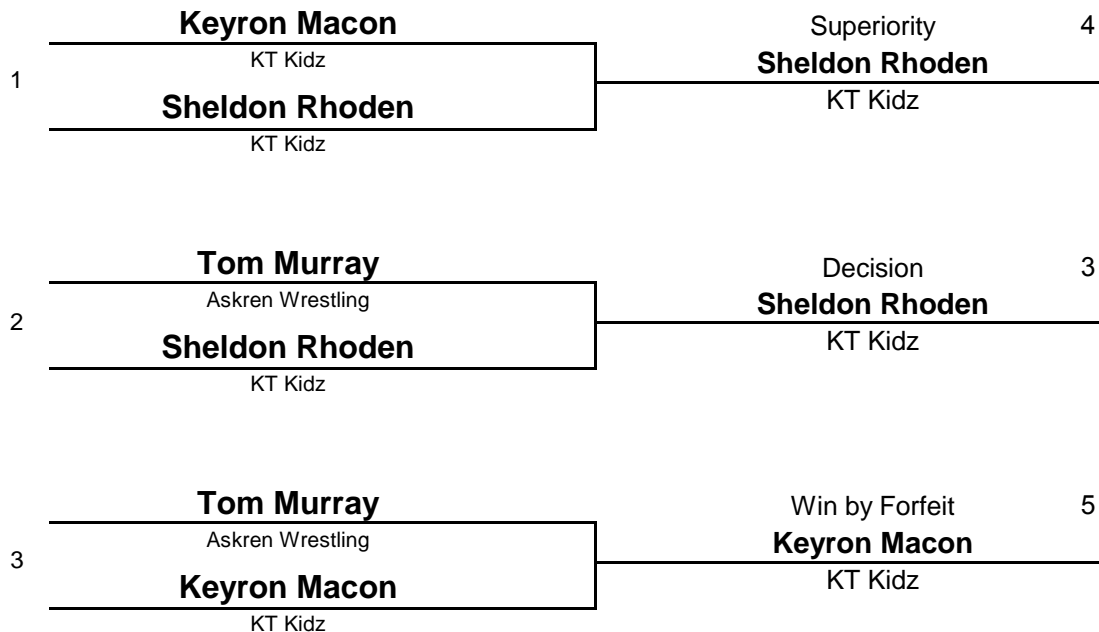 Keyron Macon
KT Kidz
1
Sheldon Rhoden
KT Kidz
Superiority 4
Sheldon Rhoden
KT Kidz
Tom Murray
Askren Wrestling
2
Sheldon Rhoden
KT Kidz
Decision 3
Sheldon Rhoden
KT Kidz
Tom Murray
Askren Wrestling
3
Keyron Macon
KT Kidz
Win by Forfeit 5
Keyron Macon
KT Kidz